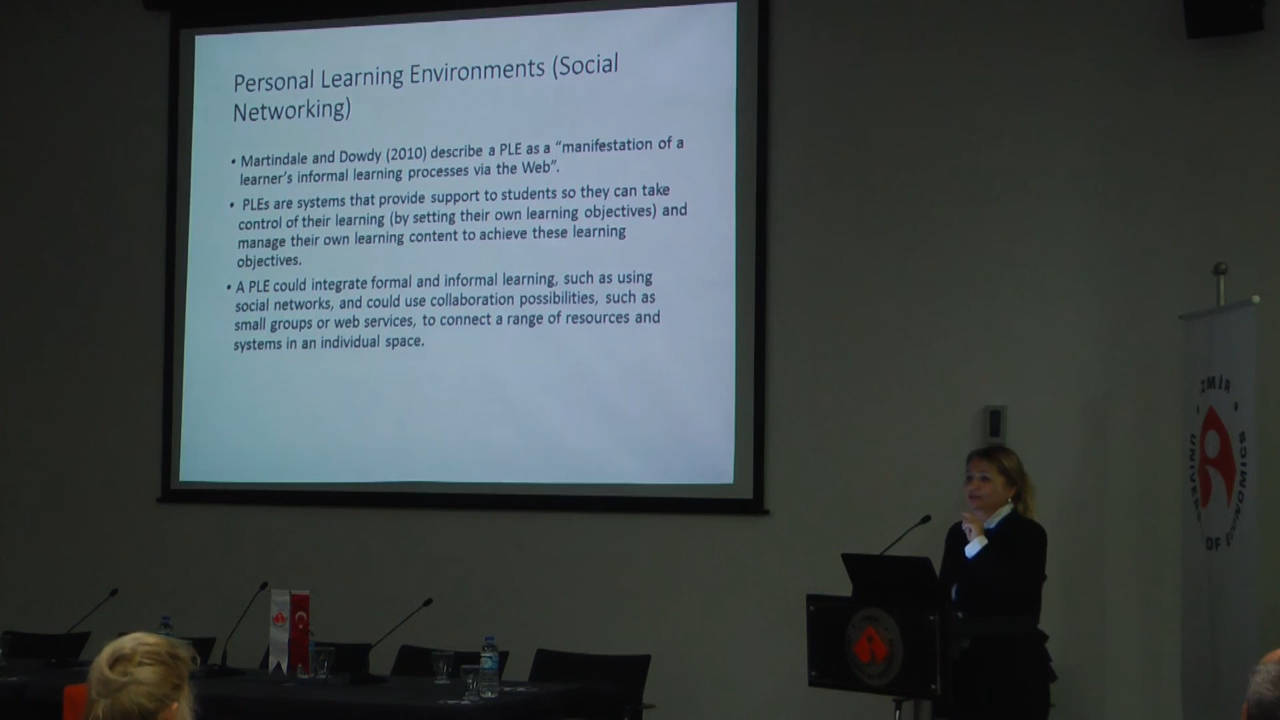 Personal Learning Environments (Social
Networking)
• Martindale and Dowdy (2010) describe a PLE as a “manifestation of a
learner’s informal learning processes via the Web”.
• PLEs are systems that provide support to students so they can take
control of their learning (by setting their own learning objectives) and
manage their own learning content to achieve these learning
objectives.
• A PLE could integrate formal and informal learning, such as using
social networks, and could use collaboration possibilities, such as
small groups or web services, to connect a range of resources and
systems in an individual space.
İZMİR
OF ECONOMICS